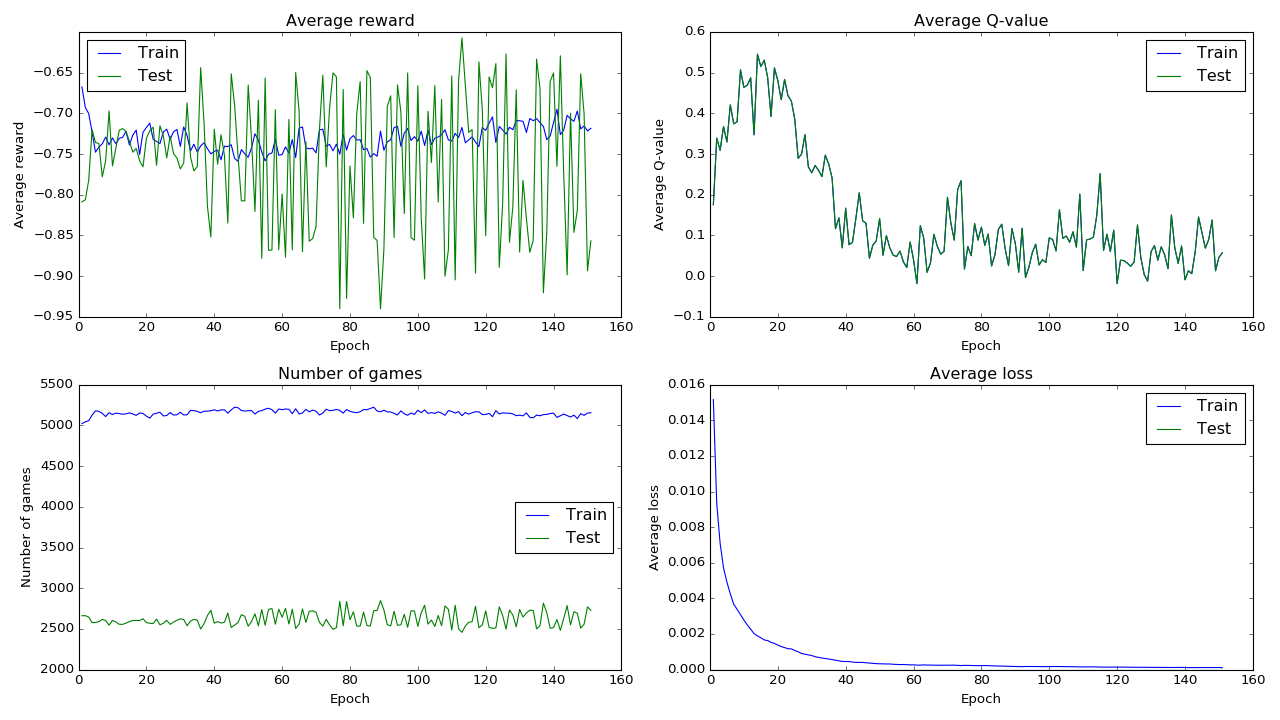 Average reward
Train
Test
−0.65
−0.70
−0.75
−0.80
−0.85
−0.90
−0.95
Average reward
0 20 40 60 80 100 120 140 160
Epoch
Average Q-value
Train
Test
0.6
0.5
0.4
0.3
0.2
0.1
0.0
−0.1
Average Q-value
0 20 40 60 80 100 120 140 160
Epoch
Number of games
5500
5000
4500
4000
3500
3000
2500
2000
Number of games
Train
Test
0 20 40 60 80 100 120 140 160
Epoch
Average loss
Train
Test
0.016
0.014
0.012
0.010
0.008
0.006
0.004
0.002
0.000
Average loss
0 20 40 60 80 100 120 140 160
Epoch